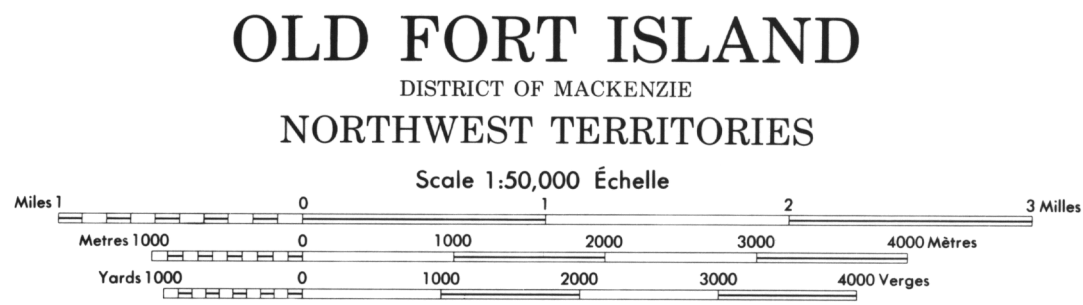 OLD FORT ISLAND
DISTRICT OF MACKENZIE
NORTHWEST TERRITORIES
Scale 1:50,000 Échelle
Miles 1 0 1 2 3 Milles
Metres 1000 0 1000 2000 3000 4000 Mètres
Yards 1000 0 1000 2000 3000 4000 Verges